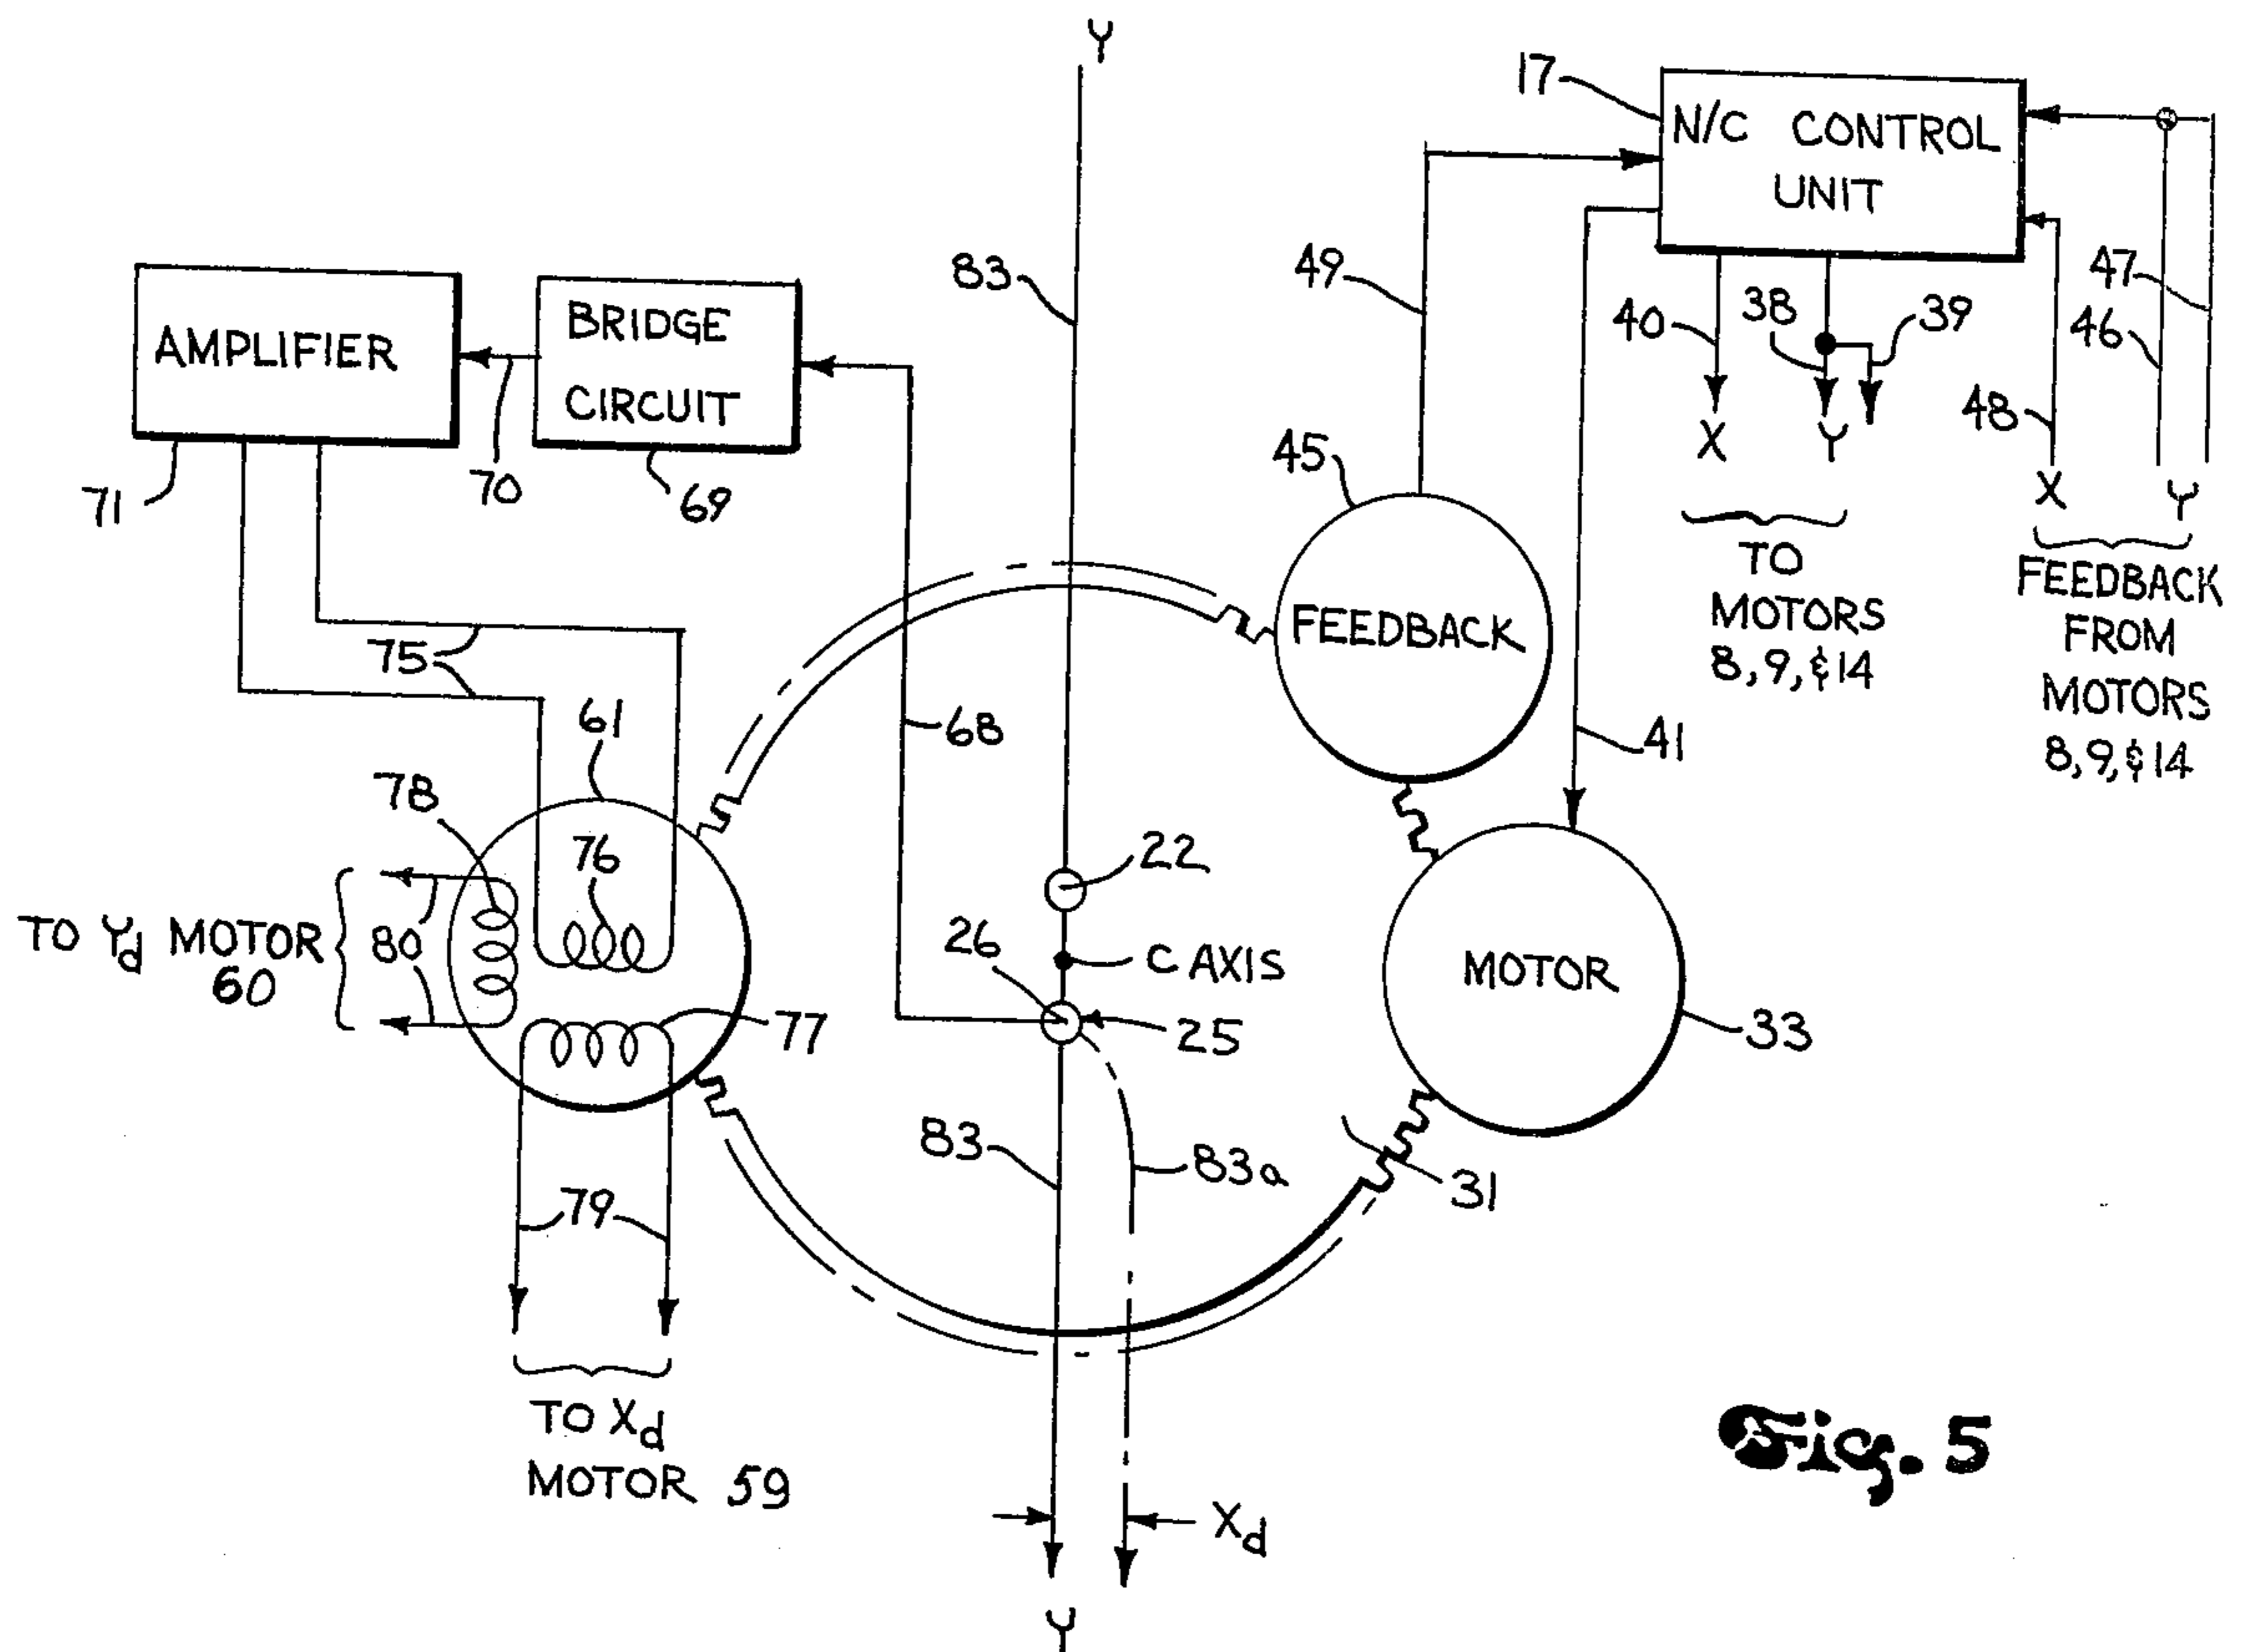 Y
17
N/C CONTROL
UNIT
83
49
40
38
39
47
46
48
AMPLIFIER
BRIDGE
CIRCUIT
71
70
69
45
X
Y
X
Y
TO
MOTORS
8, 9, & 14
FEEDBACK
FROM
MOTORS
8, 9, & 14
FEEDBACK
75
61
68
41
78
76
22
TO Yd MOTOR
60
80
26
C AXIS
MOTOR
77
25
33
83
83a
31
79
TO Xd
MOTOR 59
Xd
Y
Fig. 5